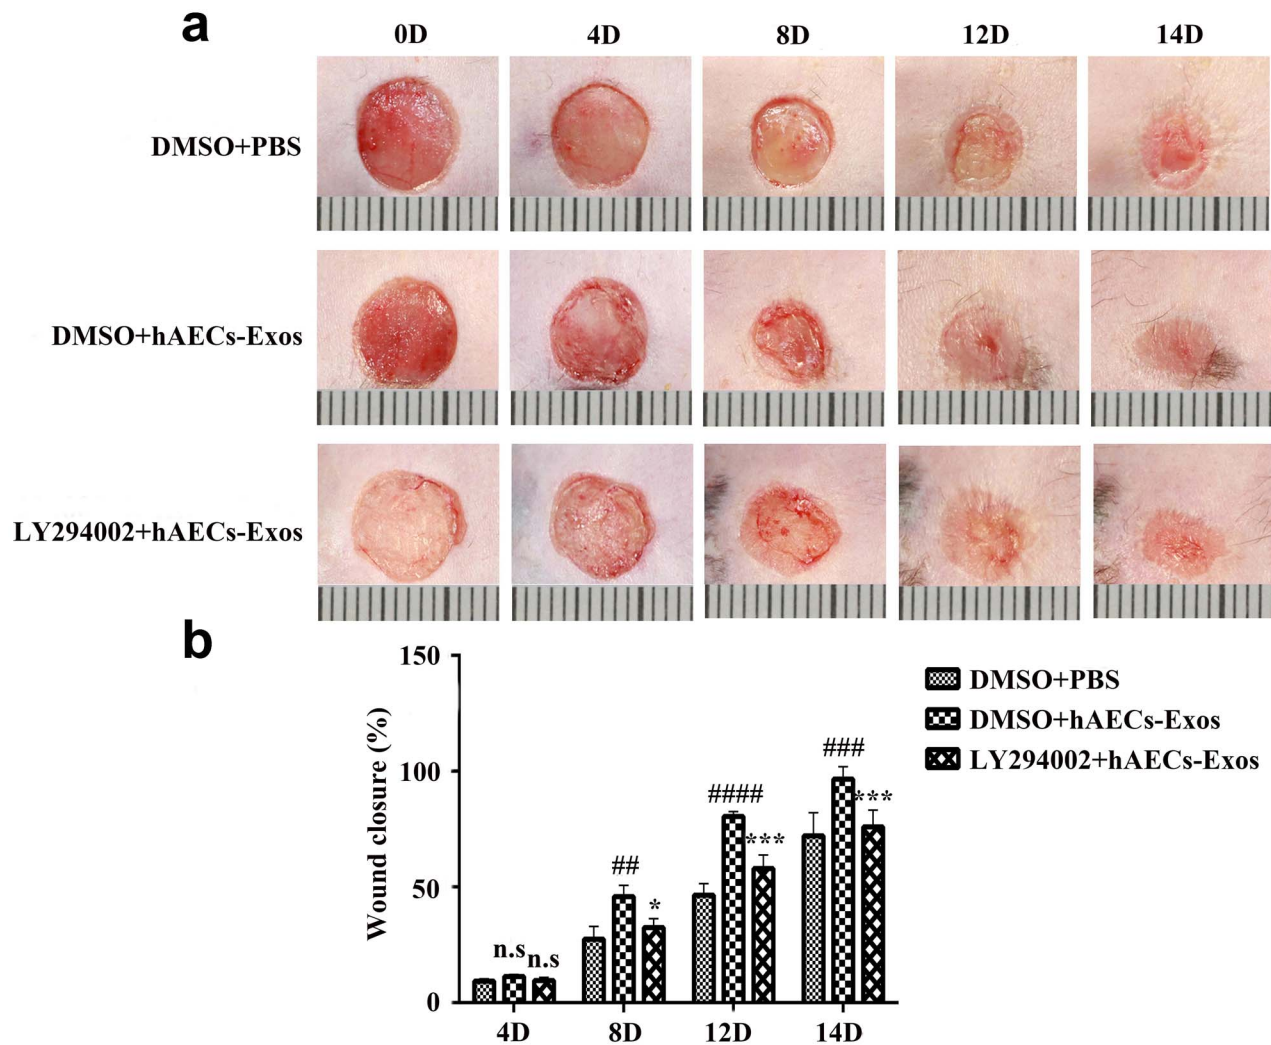 a
0D 4D 8D 12D 14D
DMSO+PBS
DMSO+hAECs-Exos
LY294002+hAECs-Exos
b
150
100
50
0
Wound closure (%)
n.s n.s
## *
#### ***
### ***
4D 8D 12D 14D
DMSO+PBS
DMSO+hAECs-Exos
LY294002+hAECs-Exos